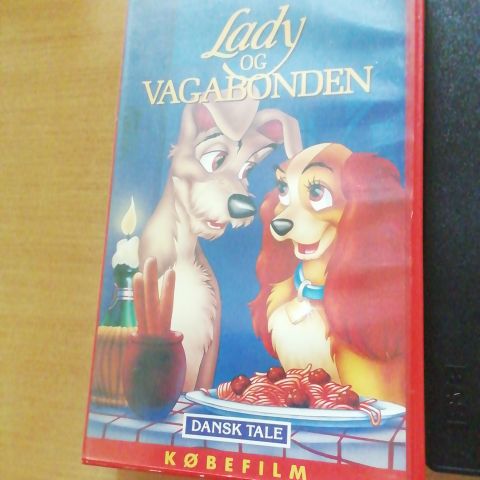 Lady
OG
VAGABONDEN
DANSK TALE
KØBEFILM